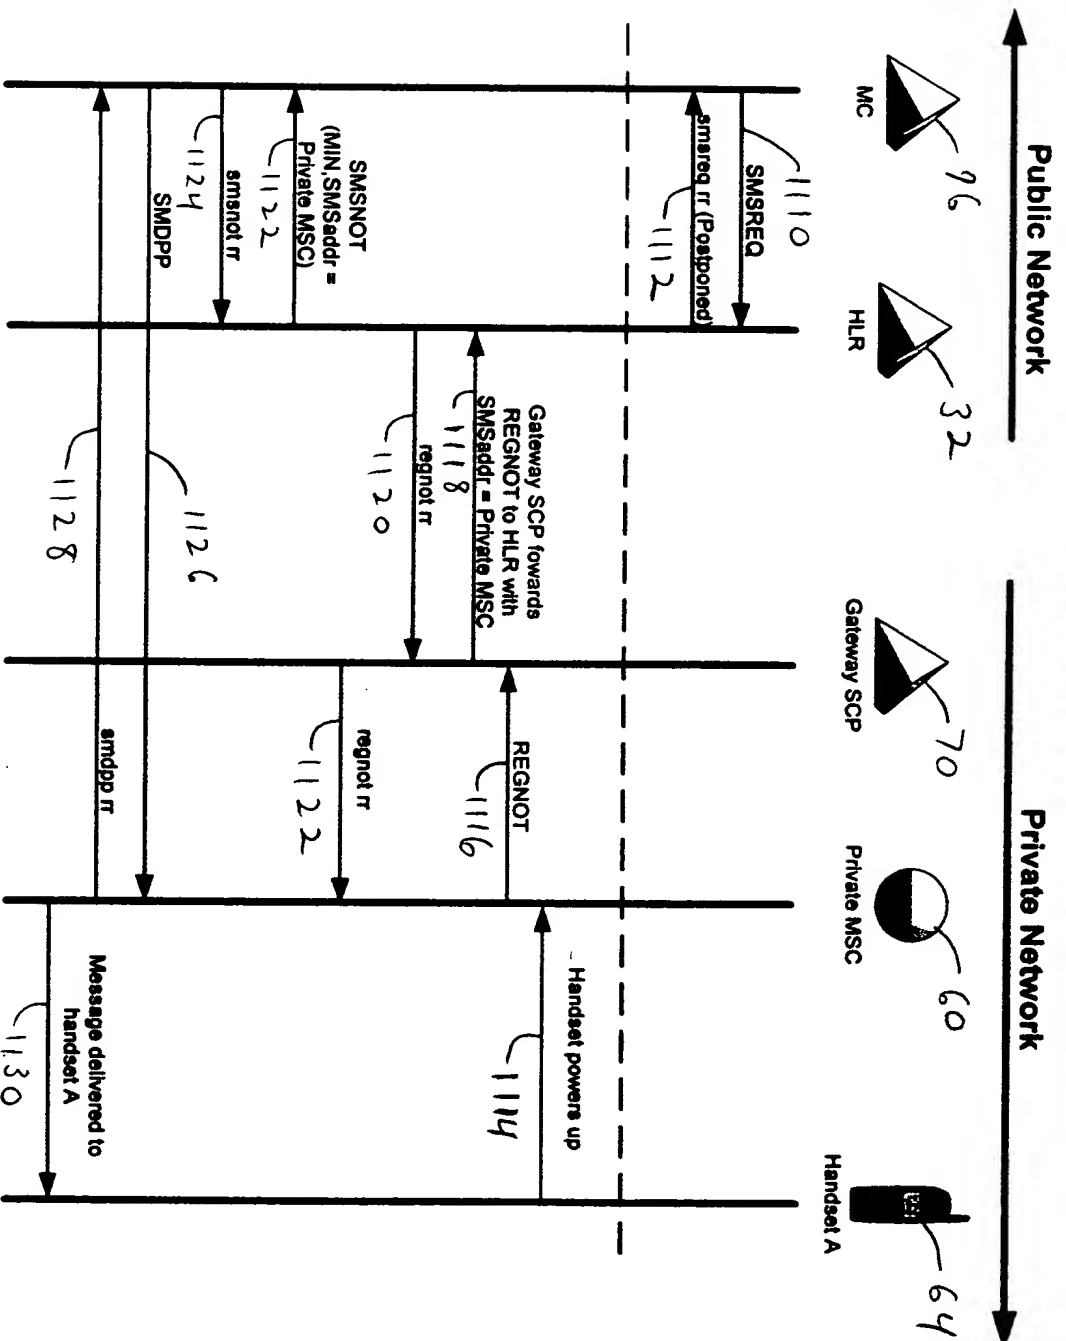 Public Network
Private Network
96
32
70
60
64
MC
HLR
Gateway SCP
Private MSC
Handset A
1110
SMSREQ
smsreq rr (Postponed)
1112
Handset powers up
1114
REGNOT
1116
Gateway SCP fowards
REGNOT to HLR with
SMSaddr = Private MSC
1118
regnot rr
1120
regnot rr
1122
SMSNOT
(MIN,SMSaddr =
Private MSC)
1122
smsnot rr
1124
SMDPP
1126
smdpp rr
1128
Message delivered to
handset A
1130